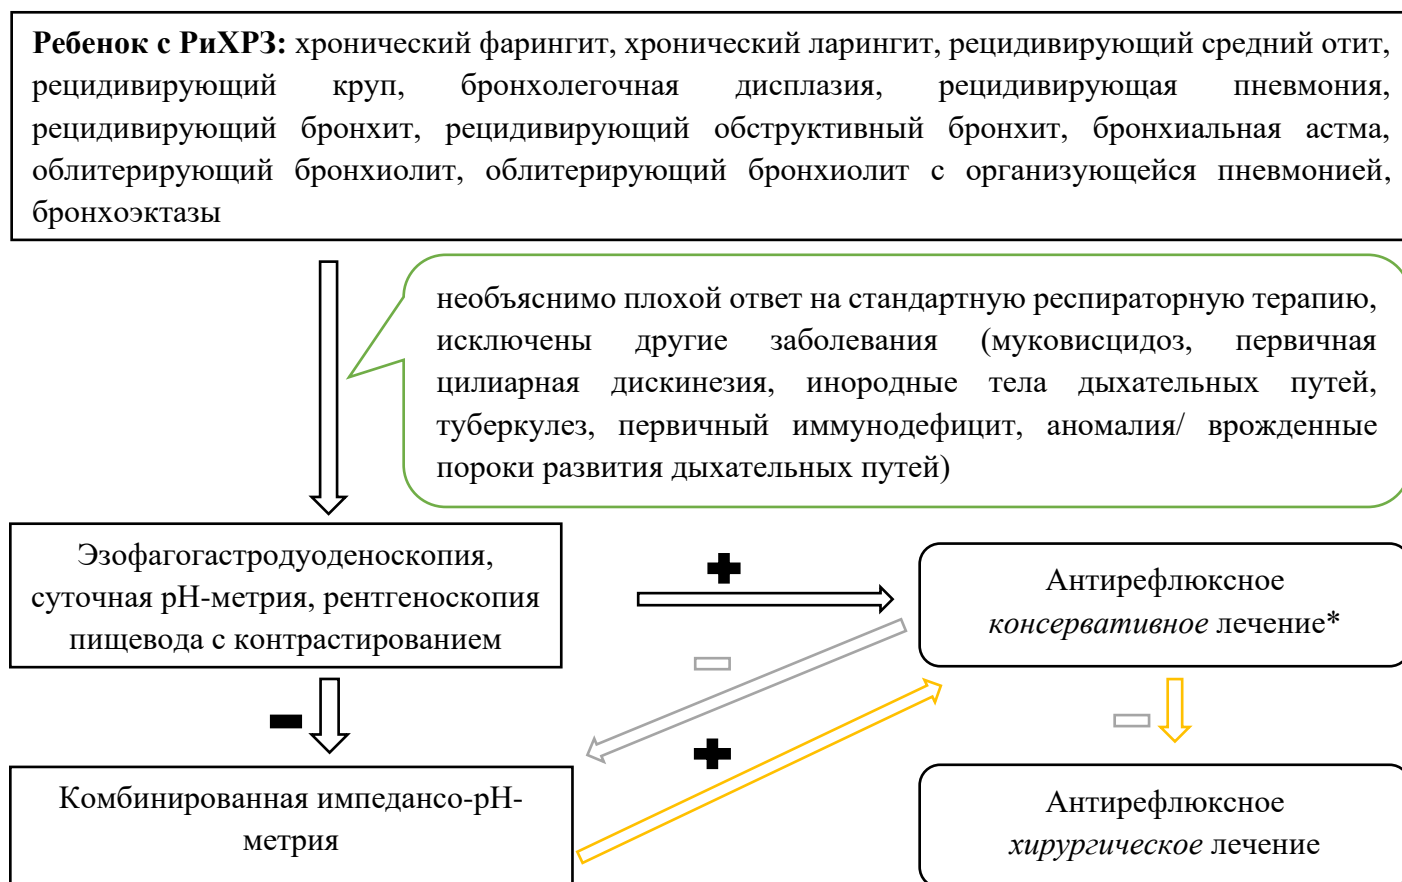 Ребенок с РиХРЗ: хронический фарингит, хронический ларингит, рецидивирующий средний отит,
рецидивирующий круп, бронхолегочная дисплазия, рецидивирующая пневмония,
рецидивирующий бронхит, рецидивирующий обструктивный бронхит, бронхиальная астма,
облитерирующий бронхиолит, облитерирующий бронхиолит с организующейся пневмонией,
бронхоэктазы
необъяснимо плохой ответ на стандартную респираторную терапию,
исключены другие заболевания (муковисцидоз, первичная
цилиарная дискинезия, инородные тела дыхательных путей,
туберкулез, первичный иммунодефицит, аномалия/ врожденные
пороки развития дыхательных путей)
Эзофагогастродуоденоскопия,
суточная pH-метрия, рентгеноскопия
пищевода с контрастированием
Антирефлюксное
консервативное лечение*
Комбинированная импедансо-pH-
метрия
Антирефлюксное
хирургическое лечение